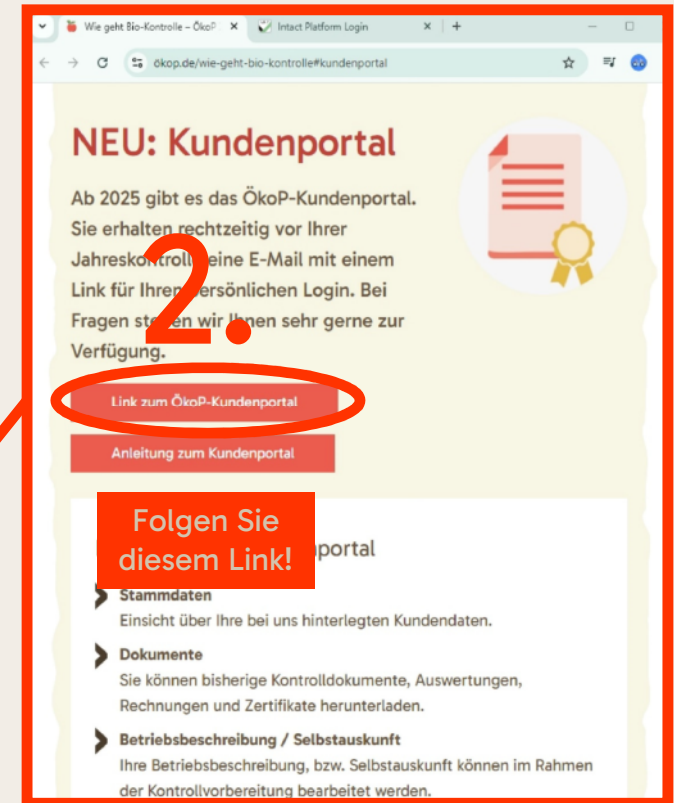 Wie geht Bio-Kontrolle – ÖkoP
Intact Platform Login
ökop.de/wie-geht-bio-kontrolle#kundenportal
NEU: Kundenportal
Ab 2025 gibt es das ÖkoP-Kundenportal.
Sie erhalten rechtzeitig vor Ihrer
Jahreskontrolle eine E-Mail mit einem
Link für Ihren persönlichen Login. Bei
Fragen stehen wir Ihnen sehr gerne zur
Verfügung.
2.
Link zum ÖkoP-Kundenportal
Anleitung zum Kundenportal
Folgen Sie
diesem Link!
portal
Stammdaten
Einsicht über Ihre bei uns hinterlegten Kundendaten.
Dokumente
Sie können bisherige Kontrolldokumente, Auswertungen,
Rechnungen und Zertifikate herunterladen.
Betriebsbeschreibung / Selbstauskunft
Ihre Betriebsbeschreibung, bzw. Selbstauskunft können im Rahmen
der Kontrollvorbereitung bearbeitet werden.